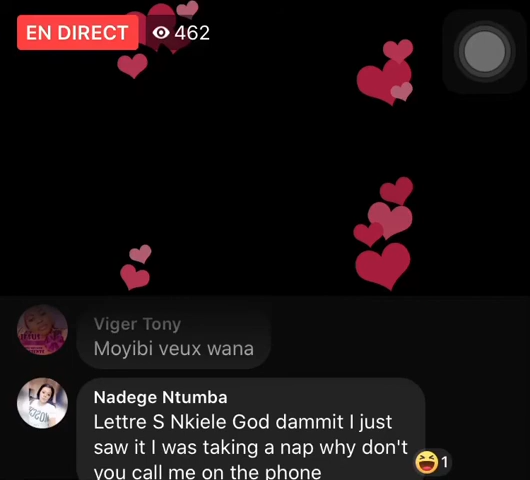 EN DIRECT 462
Viger Tony
Moyibi veux wana
Nadege Ntumba
Lettre S Nkiele God dammit I just
saw it I was taking a nap why don't
you call me on the phone
1